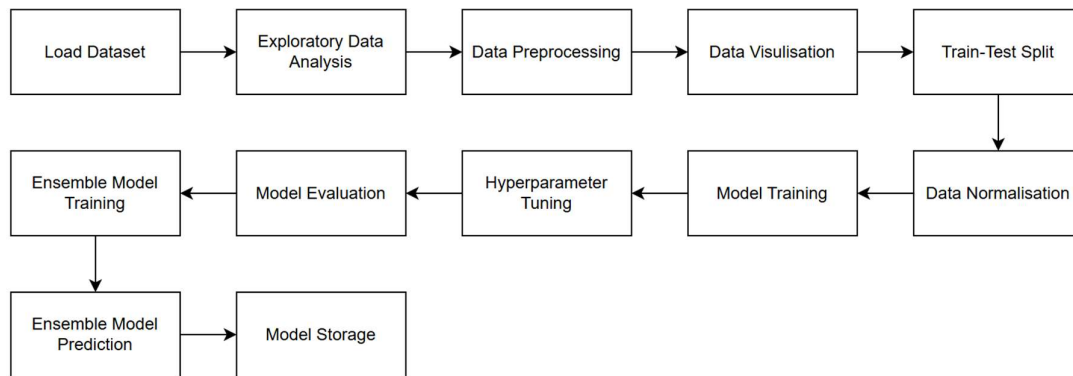 Load Dataset
Exploratory Data
Analysis
Data Preprocessing
Data Visulisation
Train-Test Split
Ensemble Model
Training
Model Evaluation
Hyperparameter
Tuning
Model Training
Data Normalisation
Ensemble Model
Prediction
Model Storage